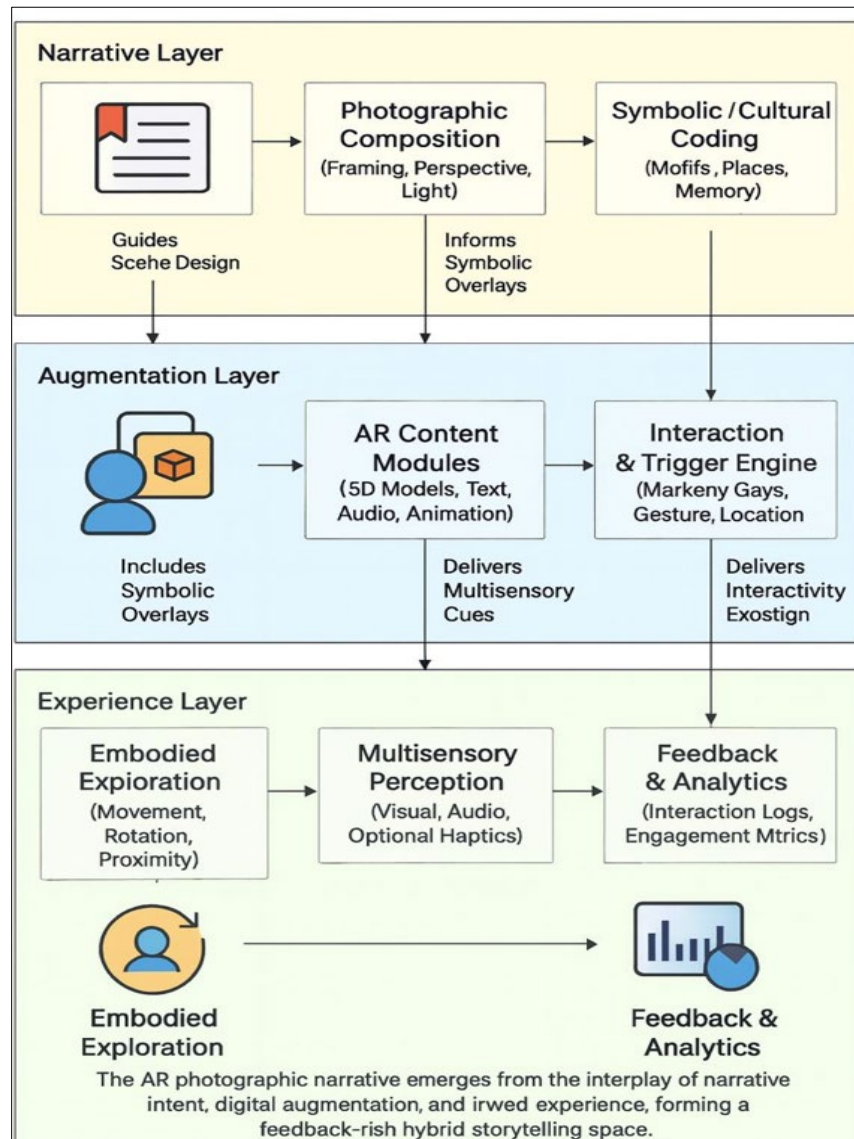 Narrative Layer
Photographic
Composition
(Framing, Perspective,
Light)
Symbolic / Cultural
Coding
(Mofifs, Places,
Memory)
Guides
Scehe Design
Informs
Symbolic
Overlays
Augmentation Layer
AR Content
Modules
(5D Models, Text,
Audio, Animation)
Interaction
& Trigger Engine
(Markeny Gays,
Gesture, Location
Includes
Symbolic
Overlays
Delivers
Multisensory
Cues
Delivers
Interactivity
Exostign
Experience Layer
Embodied
Expioration
(Movement,
Rotation,
Proximity)
Multisensory
Perception
(Visual, Audio,
Optional Haptics)
Feedback
& Analytics
(Interaction Logs,
Engagement Mtrics)
Embodied
Exploration
Feedback &
Analytics
The AR photographic narrative emerges from the interplay of narrative
intent, digital augmentation, and irwed experience, forming a
feedback-rish hybrid storytelling space.